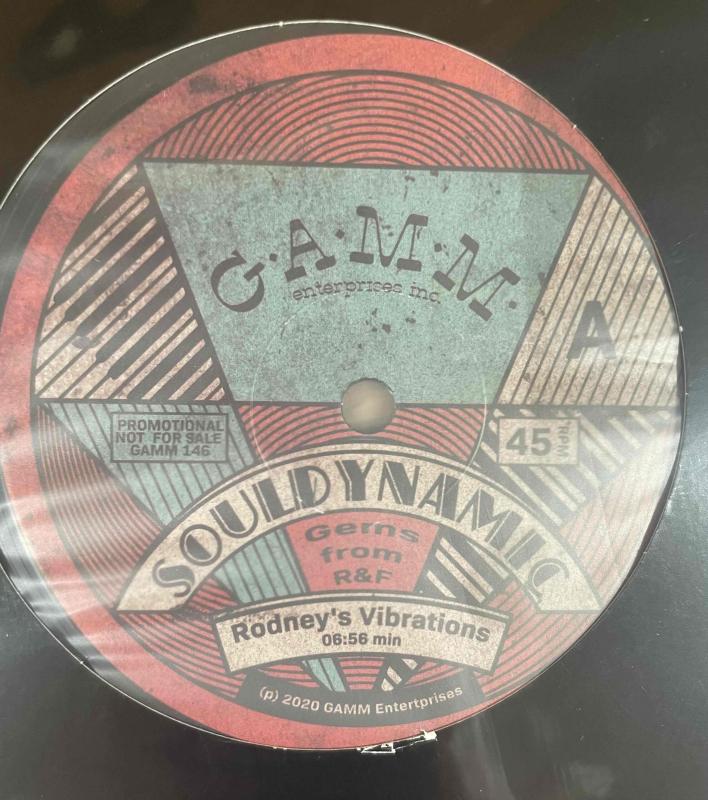 G·A·M·M·
enterprises inc.
A
PROMOTIONAL
NOT FOR SALE
GAMM 146
45 RPM
SOULDYNAMIC
Gems
from
R&F
Rodney's Vibrations
06:56 min
(p) 2020 GAMM Entertprises